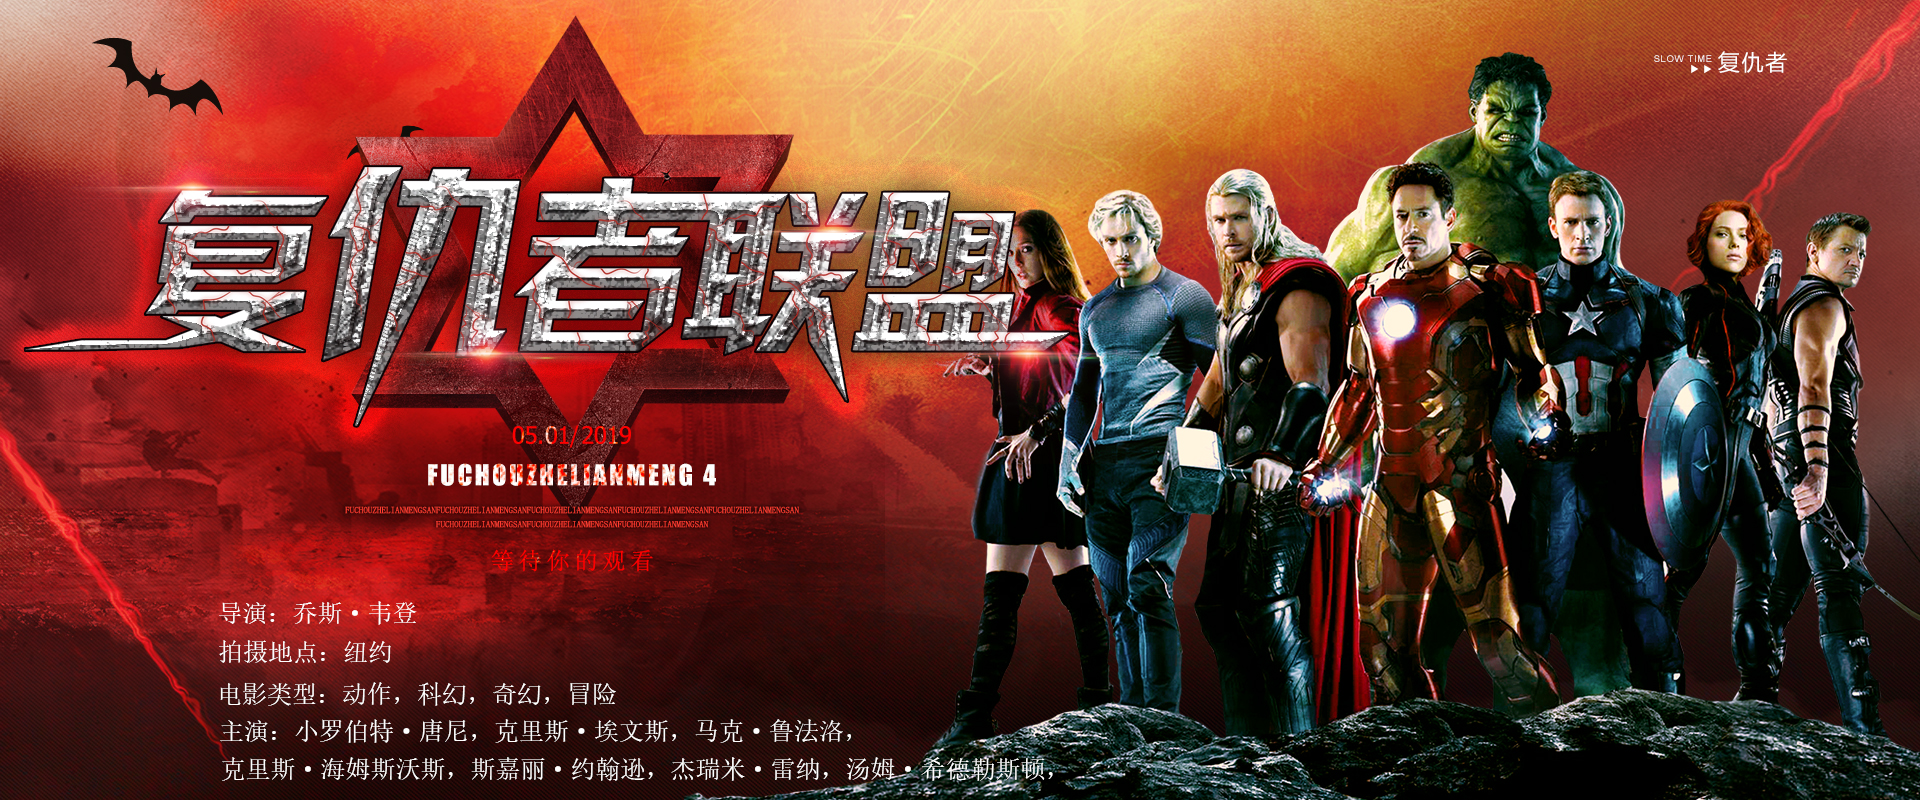 SLOW TIME
复仇者
复仇者联盟
05.01/2019
FUCHOUZHELIANMENG 4
FUCHOUZHELIANMENGSANFUCHOUZHELIANMENGSANFUCHOUZHELIANMENGSANFUCHOUZHELIANMENGSANFUCHOUZHELIANMENGSAN
FUCHOUZHELIANMENGSANFUCHOUZHELIANMENGSANFUCHOUZHELIANMENGSAN
等待你的观看
导演：乔斯·韦登
拍摄地点：纽约
电影类型：动作，科幻，奇幻，冒险
主演：小罗伯特·唐尼，克里斯·埃文斯，马克·鲁法洛，
克里斯·海姆斯沃斯，斯嘉丽·约翰逊，杰瑞米·雷纳，汤姆·希德勒斯顿，